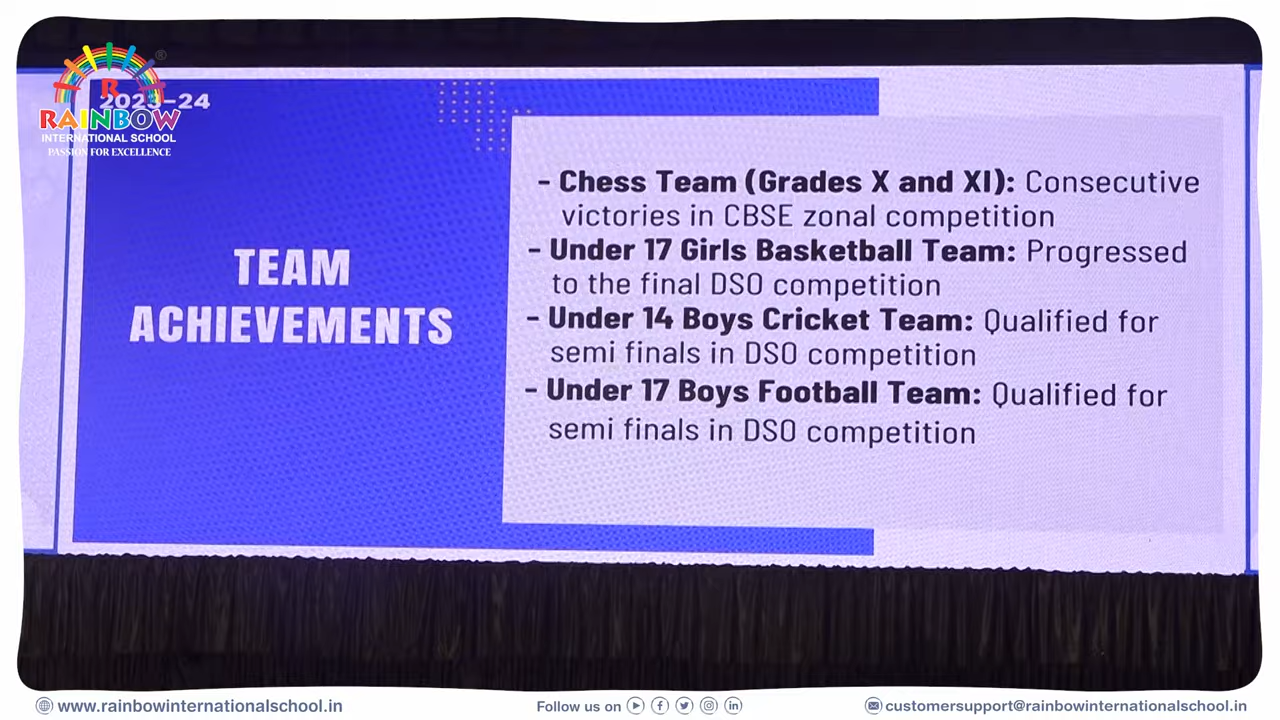 2023-24
R
RAINBOW
INTERNATIONAL SCHOOL
PASSION FOR EXCELLENCE
TEAM
ACHIEVEMENTS
- Chess Team (Grades X and XI): Consecutive
victories in CBSE zonal competition
- Under 17 Girls Basketball Team: Progressed
to the final DSO competition
- Under 14 Boys Cricket Team: Qualified for
semi finals in DSO competition
- Under 17 Boys Football Team: Qualified for
semi finals in DSO competition
www.rainbowinternationalschool.in
Follow us on
customersupport@rainbowinternationalschool.in